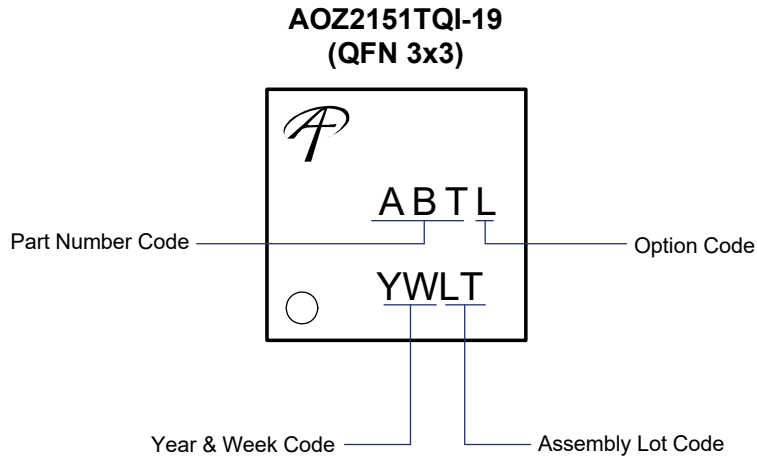 AOZ2151TQI-19
(QFN 3x3)
ABTL
Part Number Code
Option Code
YWLT
Year & Week Code
Assembly Lot Code